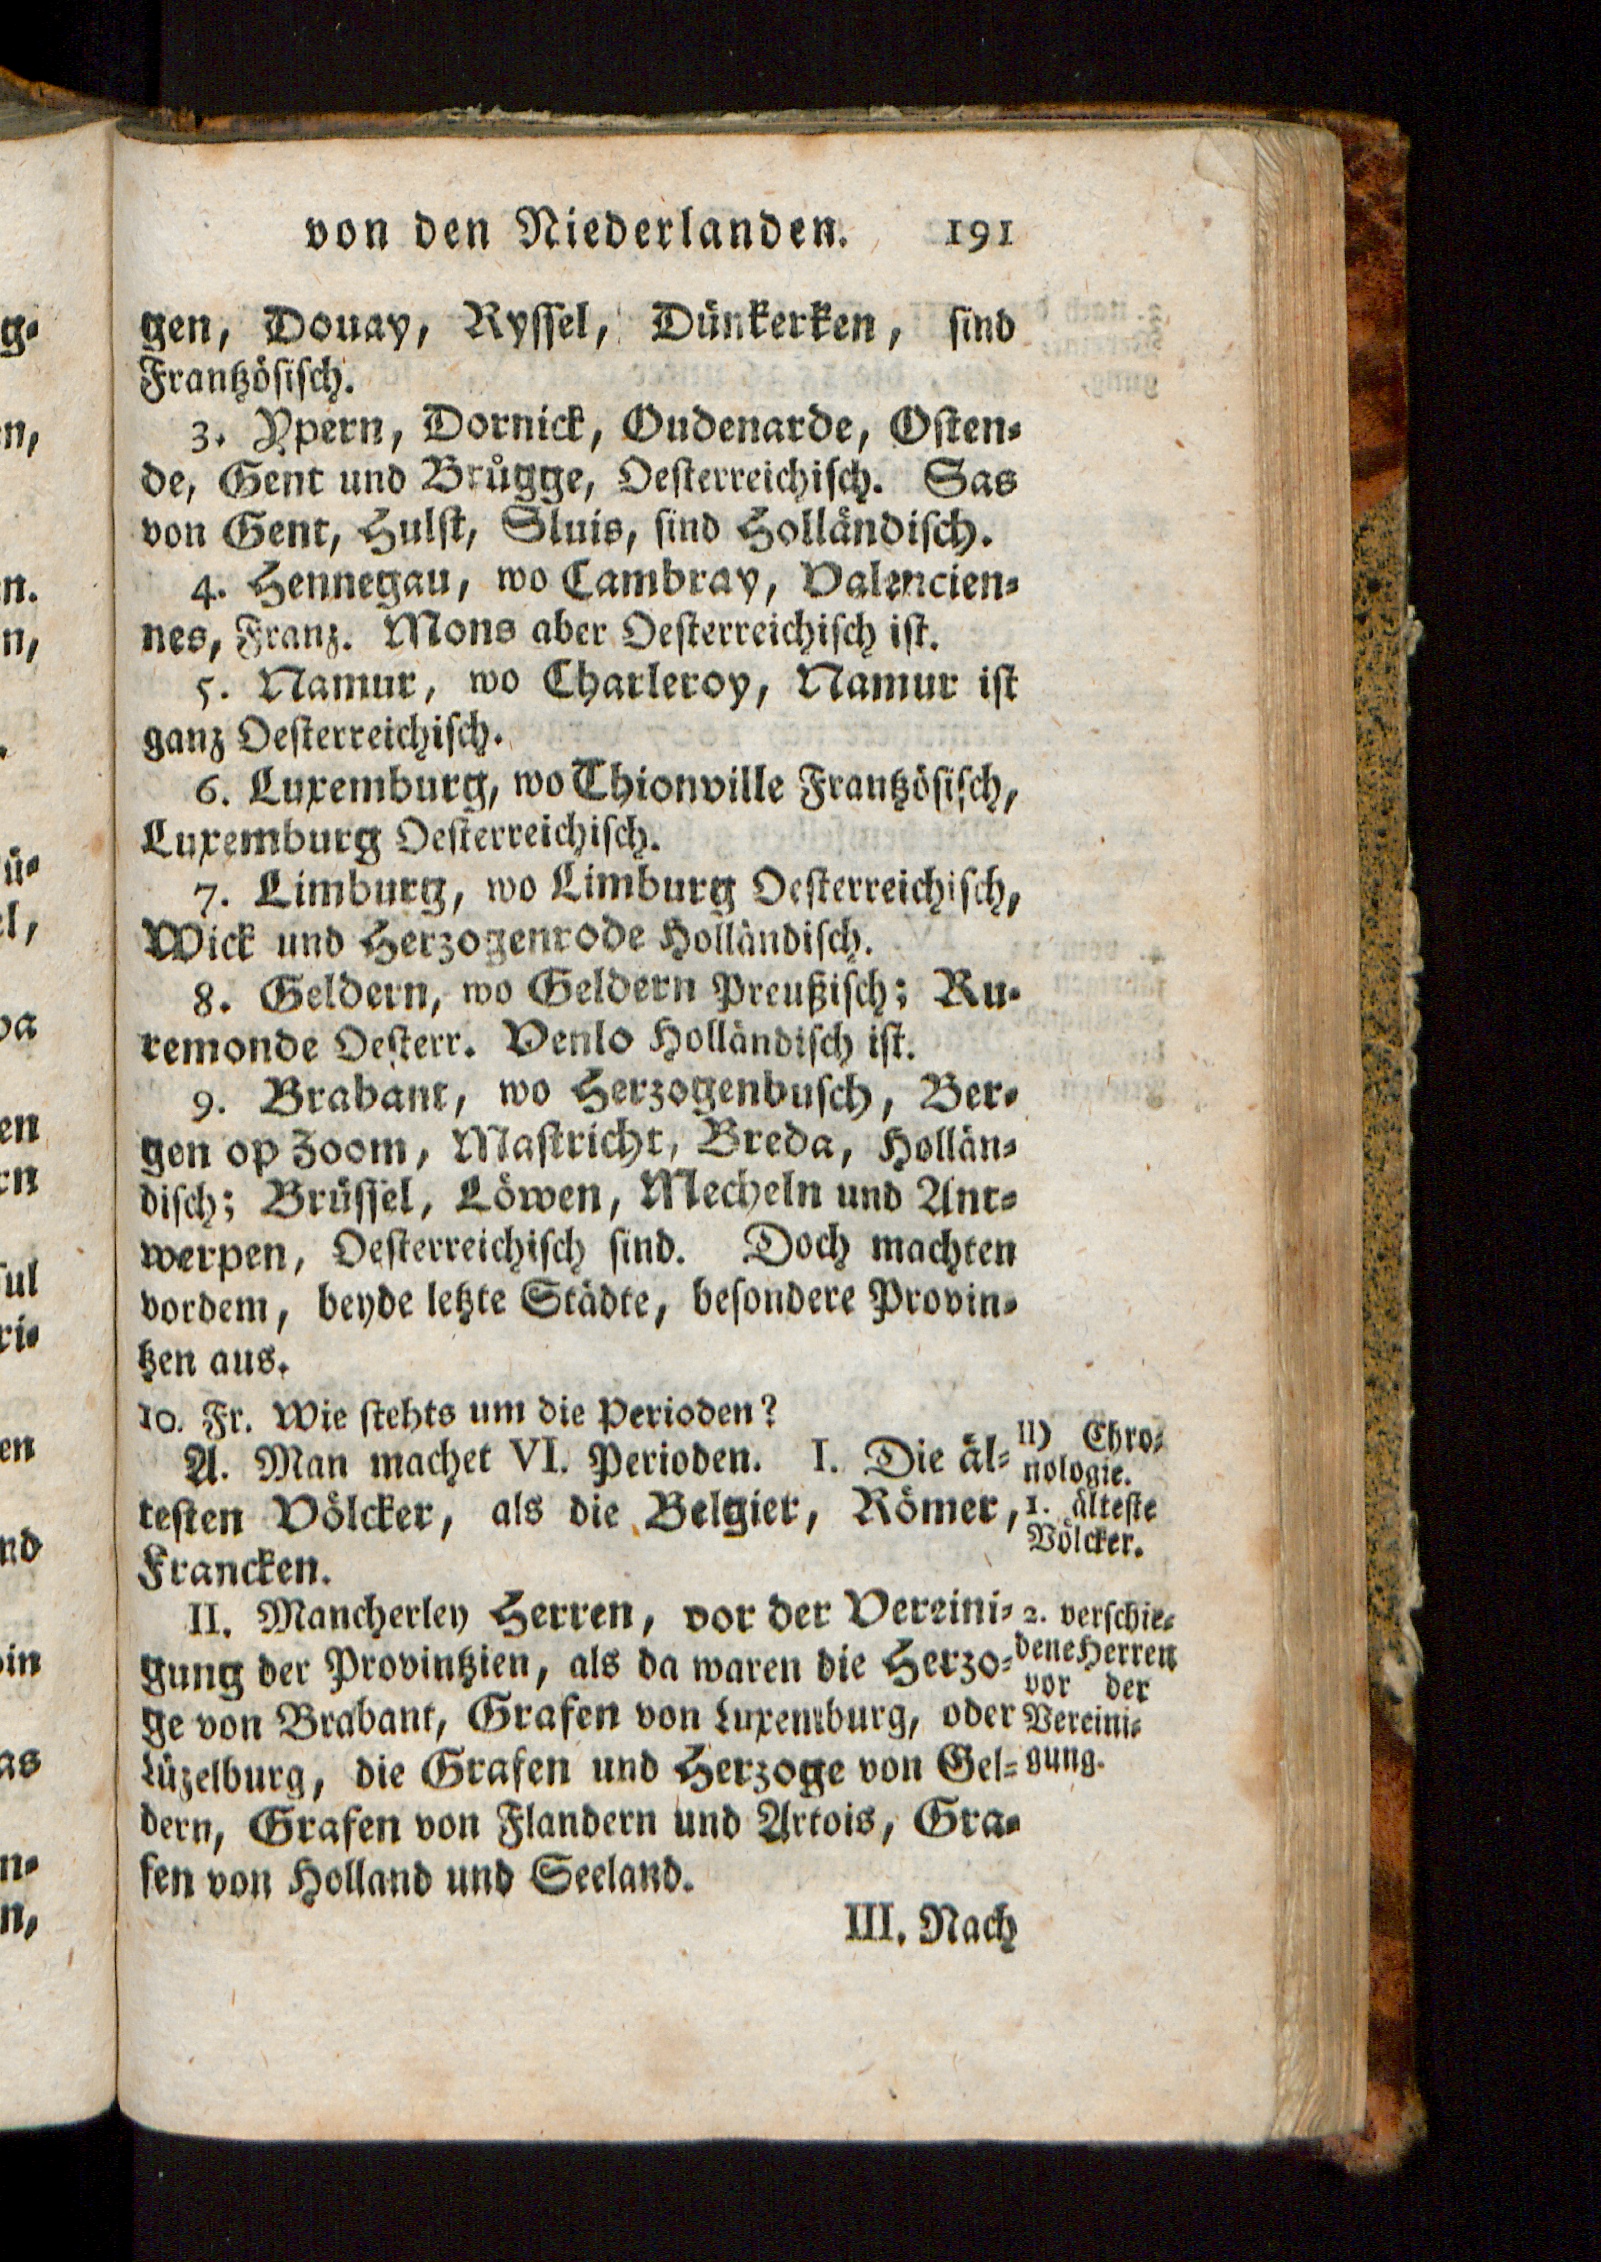 von den Niederlanden. 191
gen, Douay, Ryssel, Dünkerken, sind
Frantzösisch.
3. Ypern, Dornick, Oudenarde, Osten-
de, Gent und Brügge, Oesterreichisch. Sas
von Gent, Hulst, Sluis, sind Holländisch.
4. Hennegau, wo Cambray, Valencien-
nes, Franz. Mons aber Oesterreichisch ist.
5. Namur, wo Charleroy, Namur ist
ganz Oesterreichisch.
6. Luxemburg, wo Thionville Frantzösisch,
Luxemburg Oesterreichisch.
7. Limburg, wo Limburg Oesterreichisch,
Wick und Herzogenrode Holländisch.
8. Geldern, wo Geldern Preußisch; Ru-
remonde Oesterr. Venlo Holländisch ist.
9. Brabant, wo Herzogenbusch, Ber-
gen op Zoom, Mastricht, Breda, Hollän-
disch; Brüssel, Löwen, Mecheln und Ant-
werpen, Oesterreichisch sind. Doch machten
vordem, beyde letzte Städte, besondere Provin-
tzen aus.
10. Fr. Wie stehts um die Perioden?
A. Man machet VI. Perioden. I. Die äl-
testen Völcker, als die Belgier, Römer,
Francken.
II) Chro-
nologie.
1. älteste
Völcker.
II. Mancherley Herren, vor der Vereini-
gung der Provintzien, als da waren die Herzo-
ge von Brabant, Grafen von Luxemburg, oder
Lüzelburg, die Grafen und Herzoge von Gel-
dern, Grafen von Flandern und Artois, Gra-
fen von Holland und Seeland.
2. verschie-
dene Herren
vor der
Vereini-
gung.
III. Nach